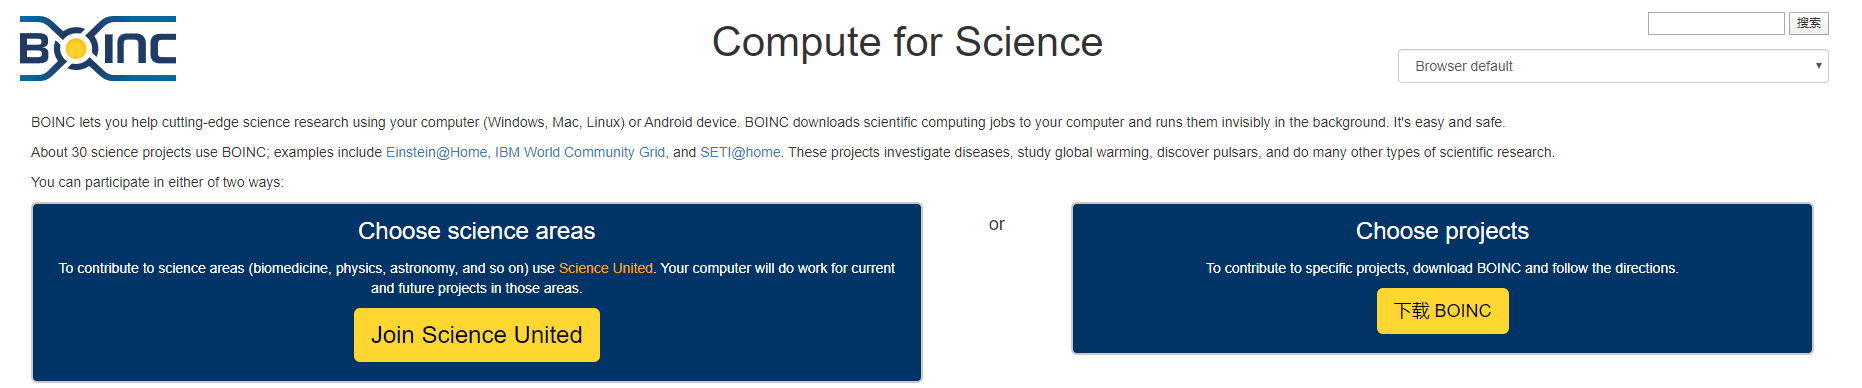 BOINC
Compute for Science
搜索
Browser default
BOINC lets you help cutting-edge science research using your computer (Windows, Mac, Linux) or Android device. BOINC downloads scientific computing jobs to your computer and runs them invisibly in the background. It's easy and safe.
About 30 science projects use BOINC; examples include Einstein@Home, IBM World Community Grid, and SETI@home. These projects investigate diseases, study global warming, discover pulsars, and do many other types of scientific research.
You can participate in either of two ways:
Choose science areas
To contribute to science areas (biomedicine, physics, astronomy, and so on) use Science United. Your computer will do work for current
and future projects in those areas.
Join Science United
or
Choose projects
To contribute to specific projects, download BOINC and follow the directions.
下载 BOINC